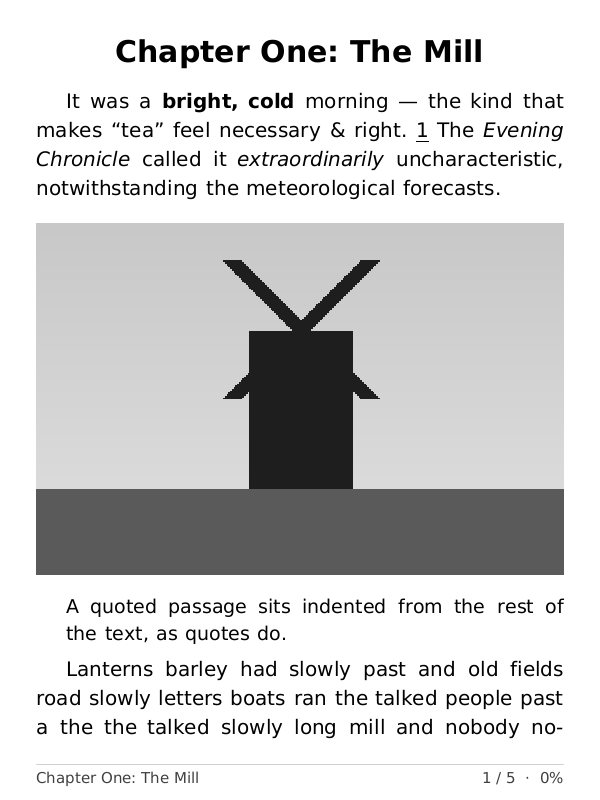 Chapter One: The Mill
It was a bright, cold morning — the kind that
makes “tea” feel necessary & right. 1 The Evening
Chronicle called it extraordinarily uncharacteristic,
notwithstanding the meteorological forecasts.
A quoted passage sits indented from the rest of
the text, as quotes do.
Lanterns barley had slowly past and old fields
road slowly letters boats ran the talked people past
a the the talked slowly long mill and nobody no-
Chapter One: The Mill
1 / 5 · 0%